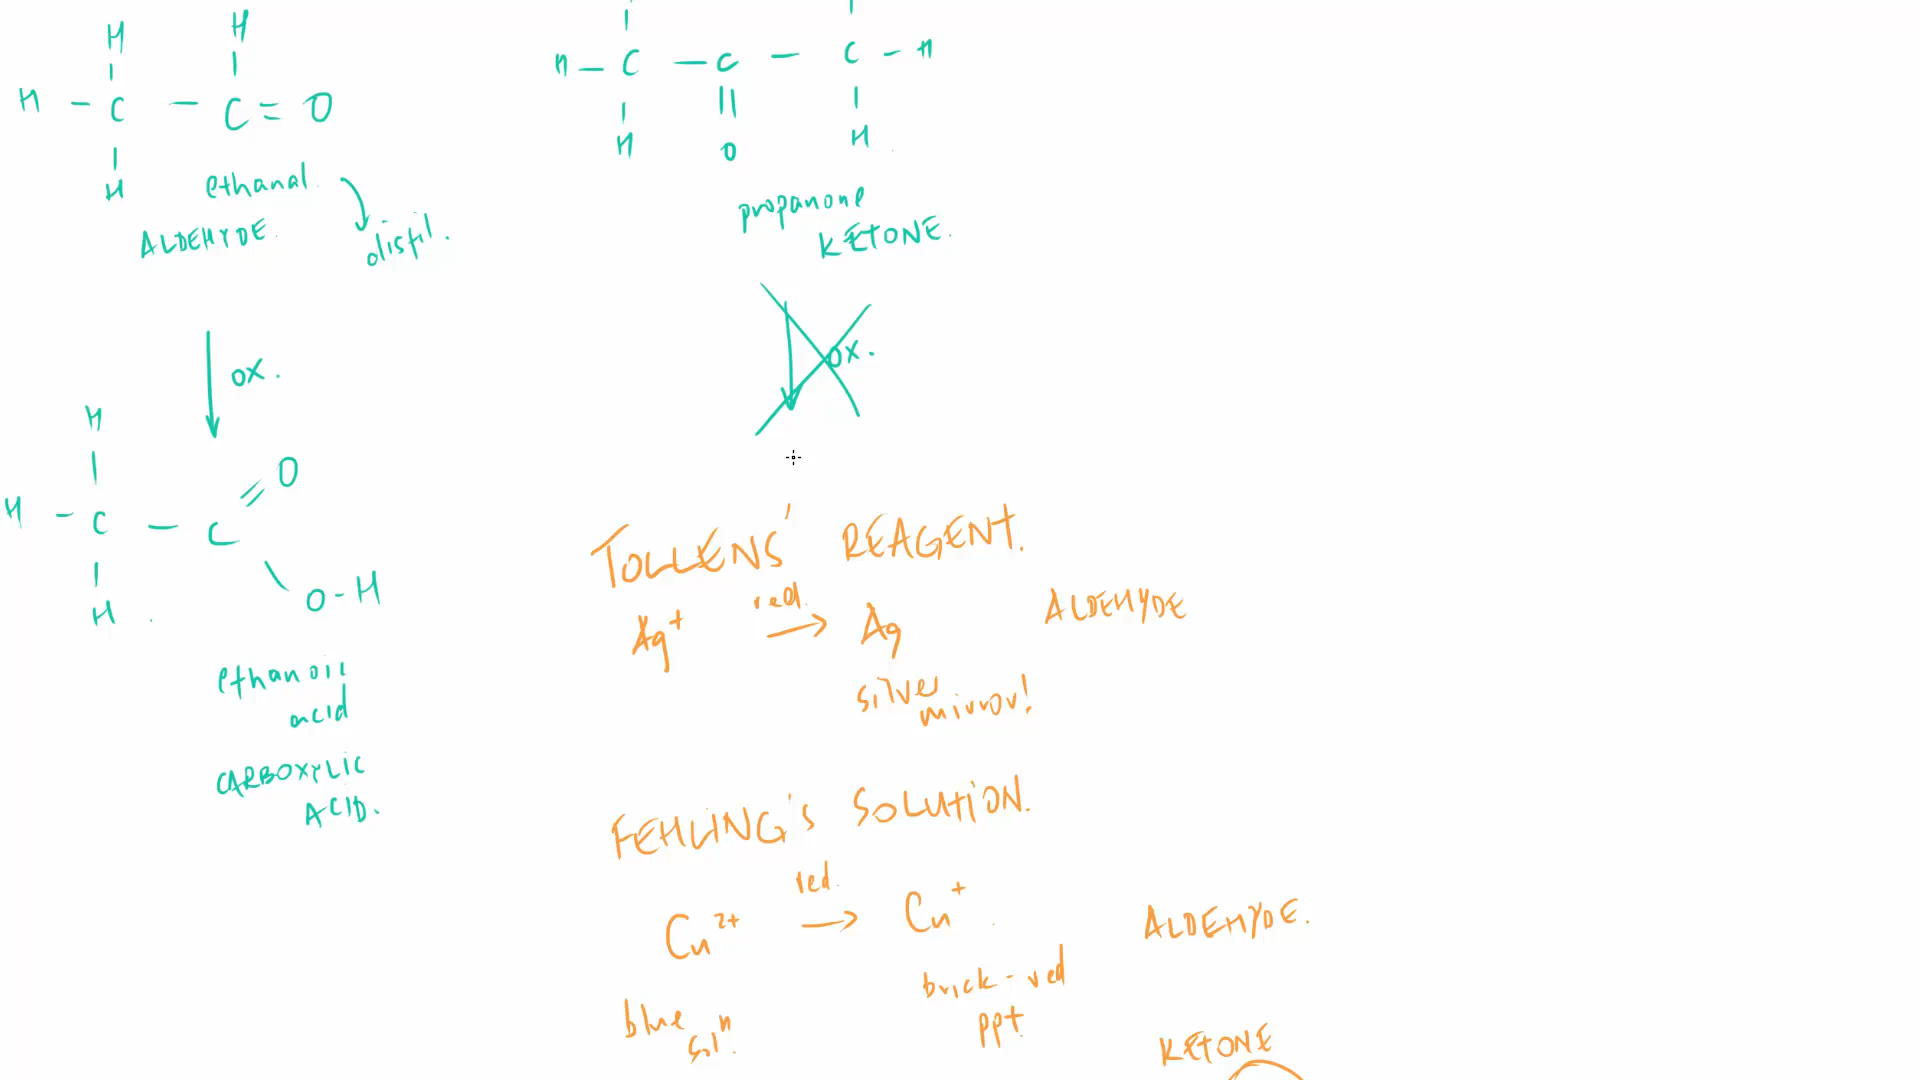 H H
H - C - C = O
H
ethanal
ALDEHYDE.
distil.
H - C - C - C - H
H O H
propanone
KETONE.
ox.
ox.
H
O
H - C - C
H O - H
ethanoic
acid
CARBOXYLIC
ACID.
TOLLENS' REAGENT.
red.
Ag+ → Ag ALDEHYDE
silver
mirror!
FEHLING'S SOLUTION.
red.
Cu2+ → Cu+ ALDEHYDE.
brick-red
ppt
blue
soln.
KETONE